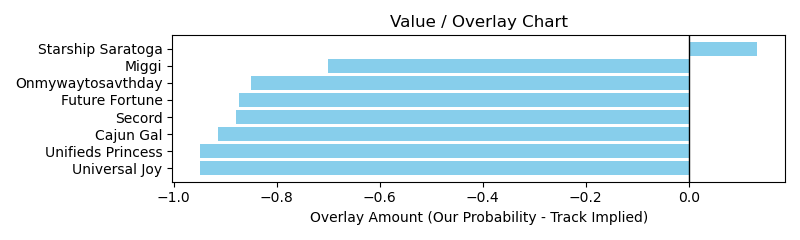 Value / Overlay Chart
Starship Saratoga
Miggi
Onmywaytosavthday
Future Fortune
Secord
Cajun Gal
Unifieds Princess
Universal Joy
−1.0 −0.8 −0.6 −0.4 −0.2 0.0
Overlay Amount (Our Probability - Track Implied)